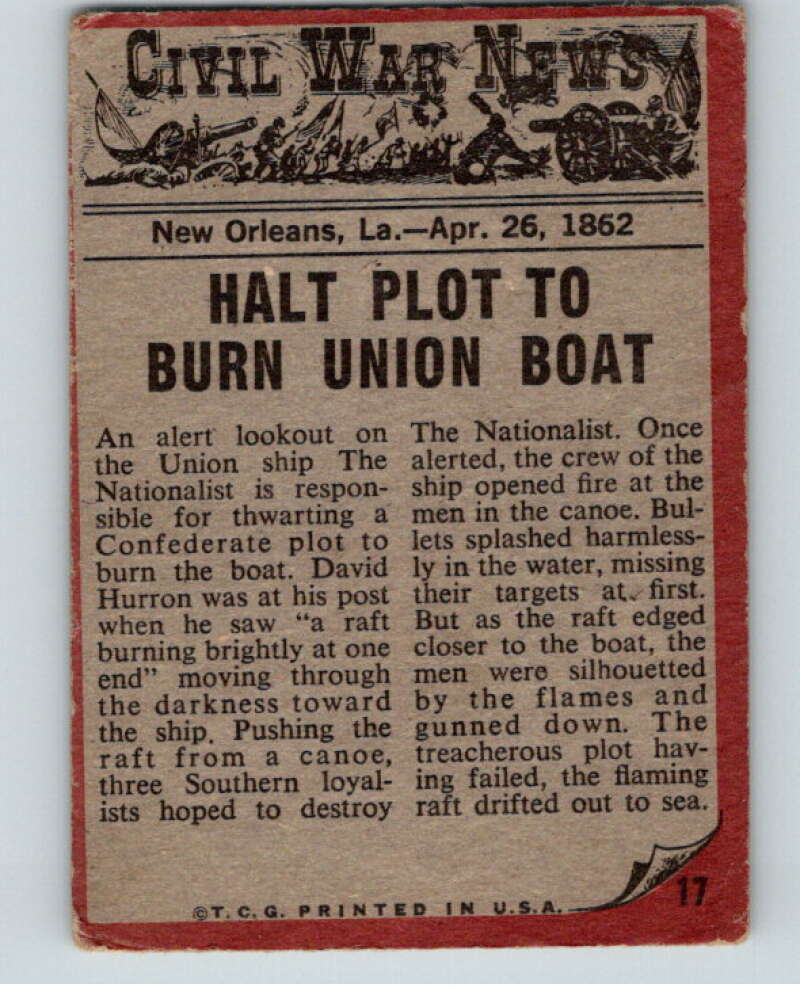 CIVIL WAR NEWS
New Orleans, La.—Apr. 26, 1862
HALT PLOT TO
BURN UNION BOAT
An alert lookout on
the Union ship The
Nationalist is respon-
sible for thwarting a
Confederate plot to
burn the boat. David
Hurron was at his post
when he saw "a raft
burning brightly at one
end" moving through
the darkness toward
the ship. Pushing the
raft from a canoe,
three Southern loyal-
ists hoped to destroy
The Nationalist. Once
alerted, the crew of the
ship opened fire at the
men in the canoe. Bul-
lets splashed harmless-
ly in the water, missing
their targets at first.
But as the raft edged
closer to the boat, the
men were silhouetted
by the flames and
gunned down. The
treacherous plot hav-
ing failed, the flaming
raft drifted out to sea.
©T. C. G. PRINTED IN U.S.A.
17